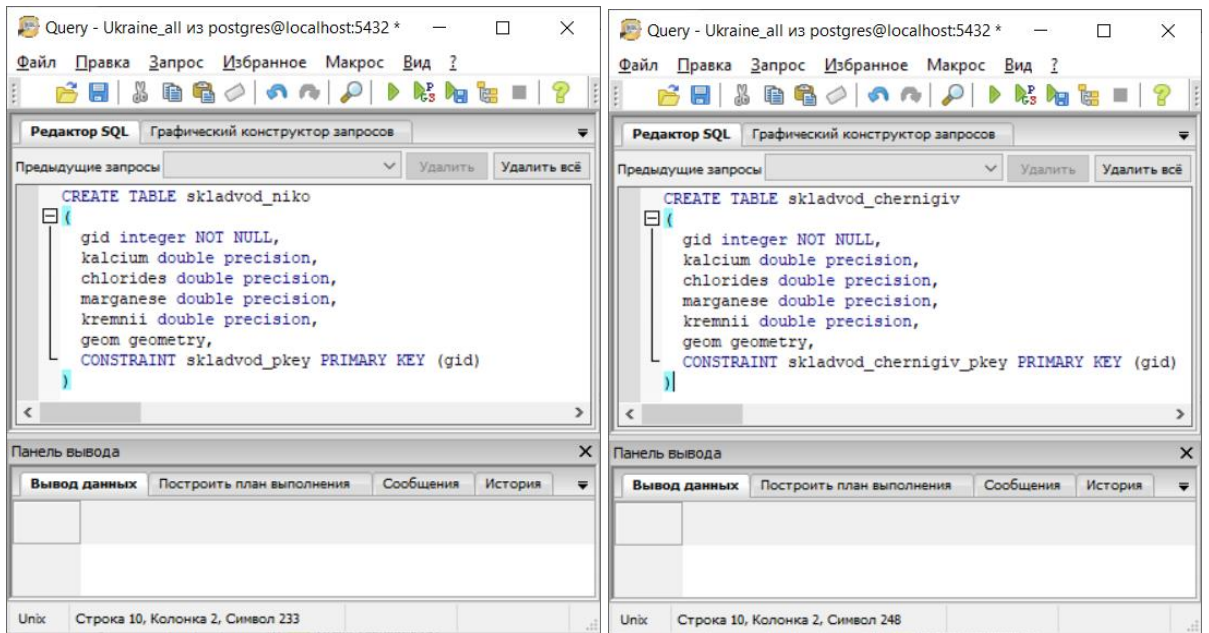 Query - Ukraine_all из postgres@localhost:5432 *
Файл Правка Запрос Избранное Макрос Вид ?
Редактор SQL Графический конструктор запросов
Предыдущие запросы Удалить Удалить всё
CREATE TABLE skladvod_niko
(
gid integer NOT NULL,
kalcium double precision,
chlorides double precision,
marganese double precision,
kremnii double precision,
geom geometry,
CONSTRAINT skladvod_pkey PRIMARY KEY (gid)
)
Панель вывода
Вывод данных Построить план выполнения Сообщения История
Unix Строка 10, Колонка 2, Символ 233
Query - Ukraine_all из postgres@localhost:5432 *
Файл Правка Запрос Избранное Макрос Вид ?
Редактор SQL Графический конструктор запросов
Предыдущие запросы Удалить Удалить всё
CREATE TABLE skladvod_chernigiv
(
gid integer NOT NULL,
kalcium double precision,
chlorides double precision,
marganese double precision,
kremnii double precision,
geom geometry,
CONSTRAINT skladvod_chernigiv_pkey PRIMARY KEY (gid)
)
Панель вывода
Вывод данных Построить план выполнения Сообщения История
Unix Строка 10, Колонка 2, Символ 248